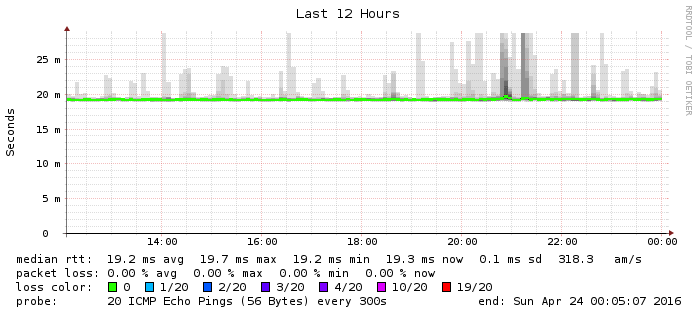 Last 12 Hours
RRDTOOL / TOBI OETIKER
Seconds
25 m
20 m
15 m
10 m
5 m
0
14:00 16:00 18:00 20:00 22:00 00:00
median rtt: 19.2 ms avg 19.7 ms max 19.2 ms min 19.3 ms now 0.1 ms sd 318.3 am/s
packet loss: 0.00 % avg 0.00 % max 0.00 % min 0.00 % now
loss color: 0 1/20 2/20 3/20 4/20 10/20 19/20
probe: 20 ICMP Echo Pings (56 Bytes) every 300s end: Sun Apr 24 00:05:07 2016